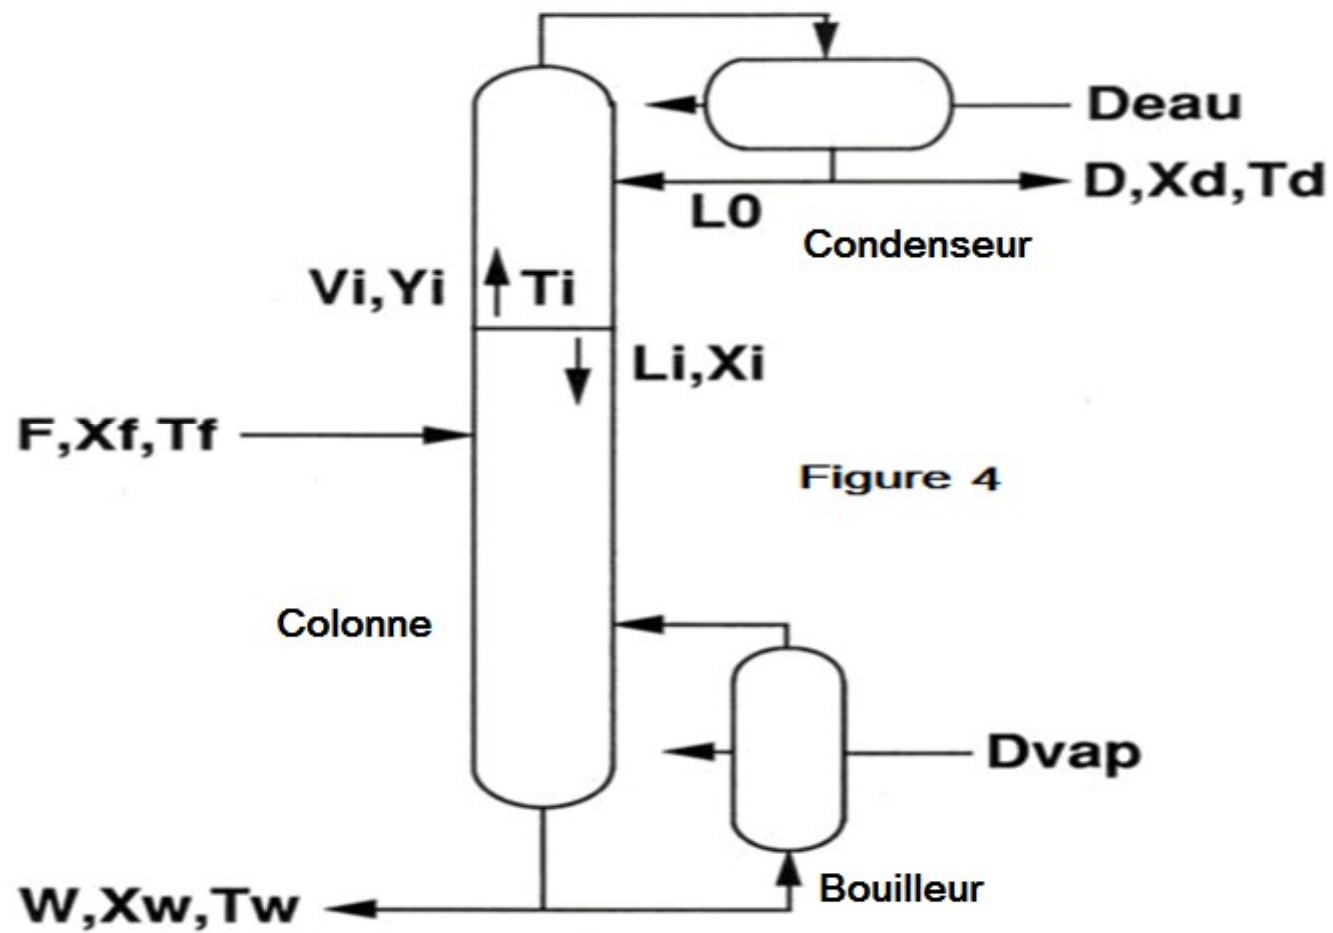 Deau
D,Xd,Td
L0
Condenseur
Vi,Yi
Ti
Li,Xi
F,Xf,Tf
Figure 4
Colonne
Dvap
Bouilleur
W,Xw,Tw